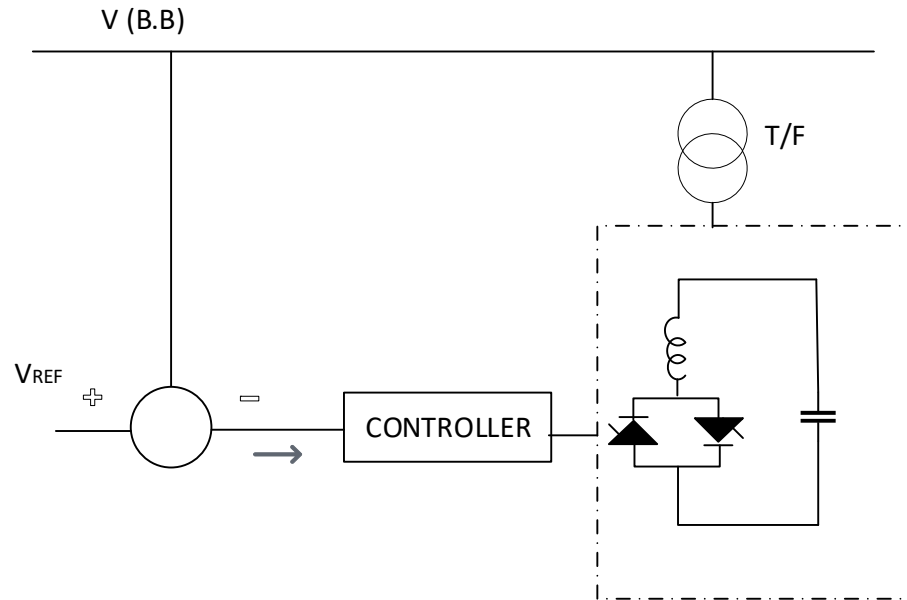 V (B.B)
T/F
VREF
+
−
CONTROLLER